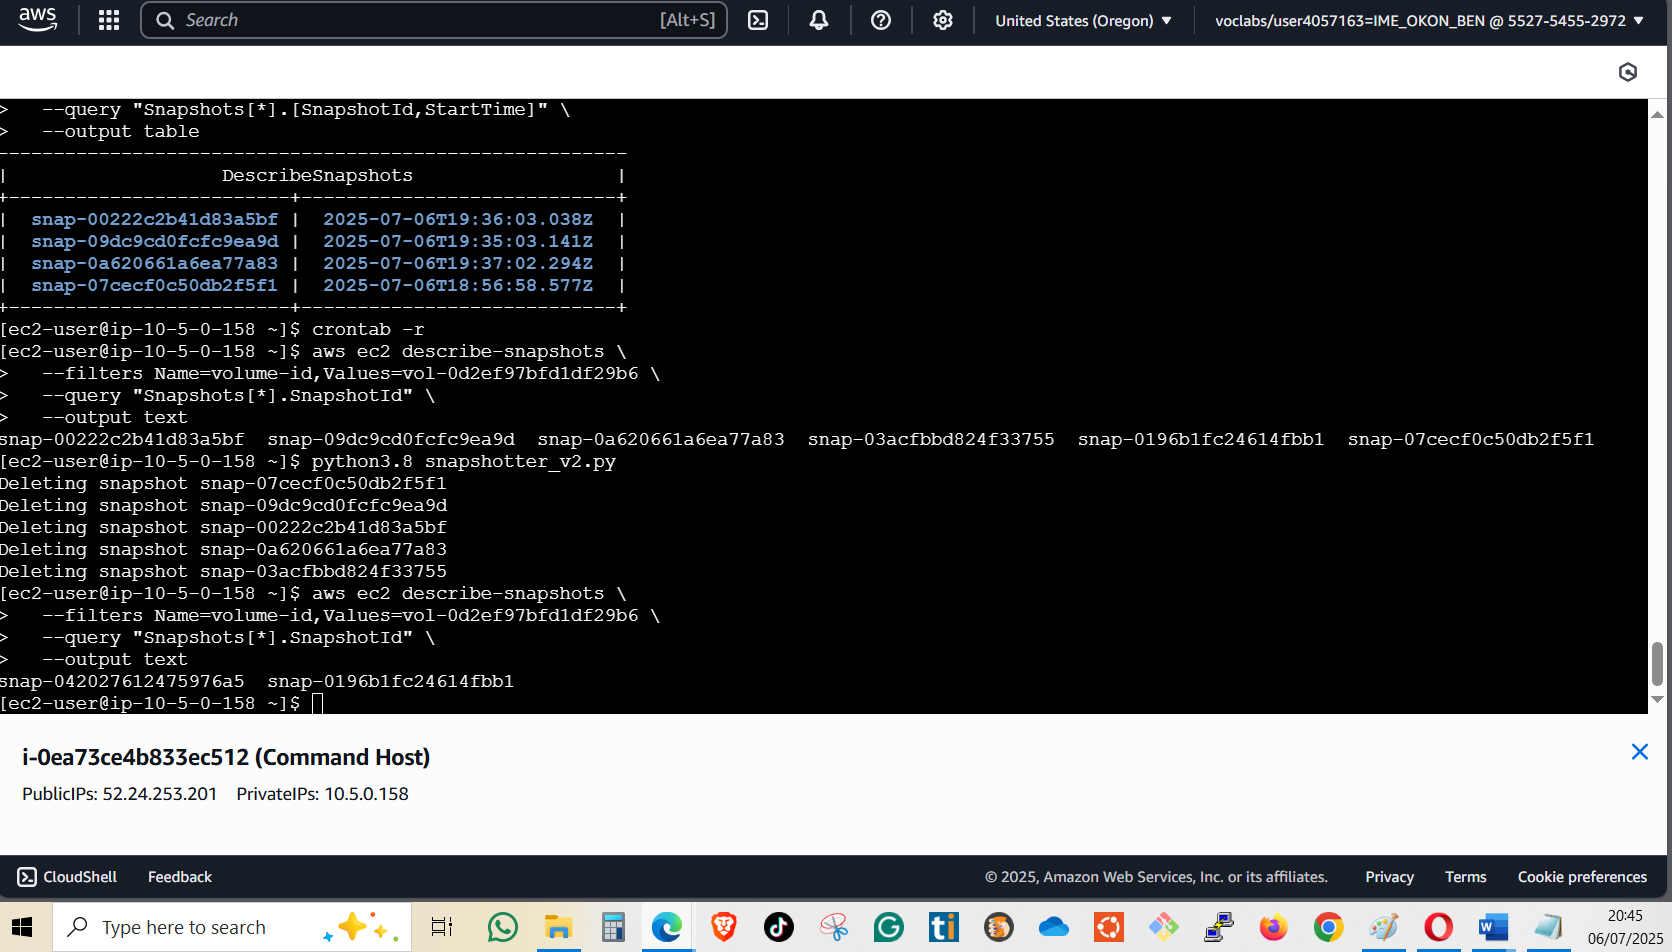 aws Search [Alt+S] United States (Oregon) ▼ voclabs/user4057163=IME_OKON_BEN @ 5527-5455-2972 ▼
>   --query "Snapshots[*].[SnapshotId,StartTime]" \
>   --output table
-------------------------------------------------------
|                   DescribeSnapshots                  |
+-------------------------+----------------------------+
|  snap-00222c2b41d83a5bf |  2025-07-06T19:36:03.038Z  |
|  snap-09dc9cd0fcfc9ea9d |  2025-07-06T19:35:03.141Z  |
|  snap-0a620661a6ea77a83 |  2025-07-06T19:37:02.294Z  |
|  snap-07cecf0c50db2f5f1 |  2025-07-06T18:56:58.577Z  |
+-------------------------+----------------------------+
[ec2-user@ip-10-5-0-158 ~]$ crontab -r
[ec2-user@ip-10-5-0-158 ~]$ aws ec2 describe-snapshots \
>   --filters Name=volume-id,Values=vol-0d2ef97bfd1df29b6 \
>   --query "Snapshots[*].SnapshotId" \
>   --output text
snap-00222c2b41d83a5bf  snap-09dc9cd0fcfc9ea9d  snap-0a620661a6ea77a83  snap-03acfbbd824f33755  snap-0196b1fc24614fbb1  snap-07cecf0c50db2f5f1
[ec2-user@ip-10-5-0-158 ~]$ python3.8 snapshotter_v2.py
Deleting snapshot snap-07cecf0c50db2f5f1
Deleting snapshot snap-09dc9cd0fcfc9ea9d
Deleting snapshot snap-00222c2b41d83a5bf
Deleting snapshot snap-0a620661a6ea77a83
Deleting snapshot snap-03acfbbd824f33755
[ec2-user@ip-10-5-0-158 ~]$ aws ec2 describe-snapshots \
>   --filters Name=volume-id,Values=vol-0d2ef97bfd1df29b6 \
>   --query "Snapshots[*].SnapshotId" \
>   --output text
snap-042027612475976a5  snap-0196b1fc24614fbb1
[ec2-user@ip-10-5-0-158 ~]$
i-0ea73ce4b833ec512 (Command Host)
PublicIPs: 52.24.253.201 PrivateIPs: 10.5.0.158
CloudShell Feedback © 2025, Amazon Web Services, Inc. or its affiliates. Privacy Terms Cookie preferences
Type here to search
20:45
06/07/2025